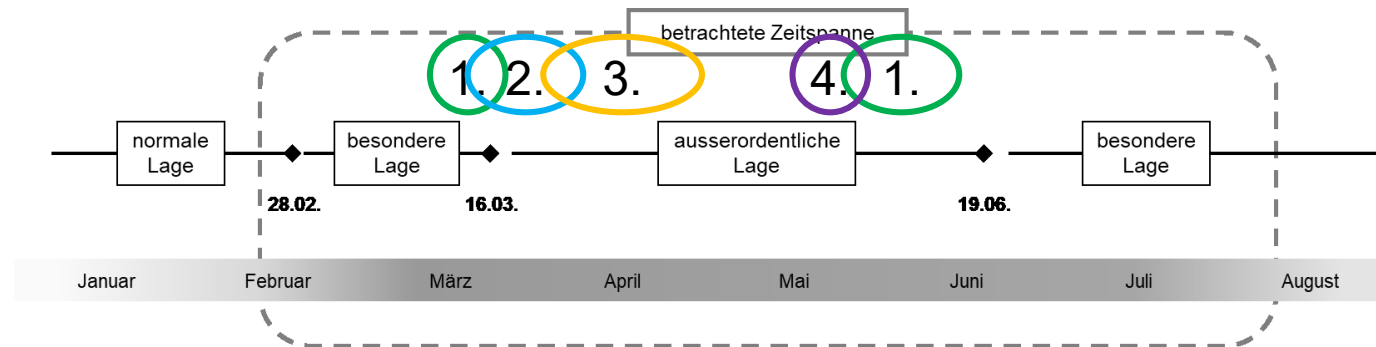 betrachtete Zeitspanne
1. 2. 3. 4. 1.
normale
Lage
besondere
Lage
ausserordentliche
Lage
besondere
Lage
28.02. 16.03. 19.06.
Januar Februar März April Mai Juni Juli August